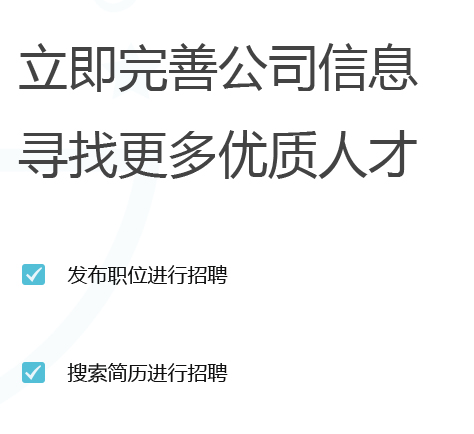 立即完善公司信息
寻找更多优质人才
发布职位进行招聘
搜索简历进行招聘